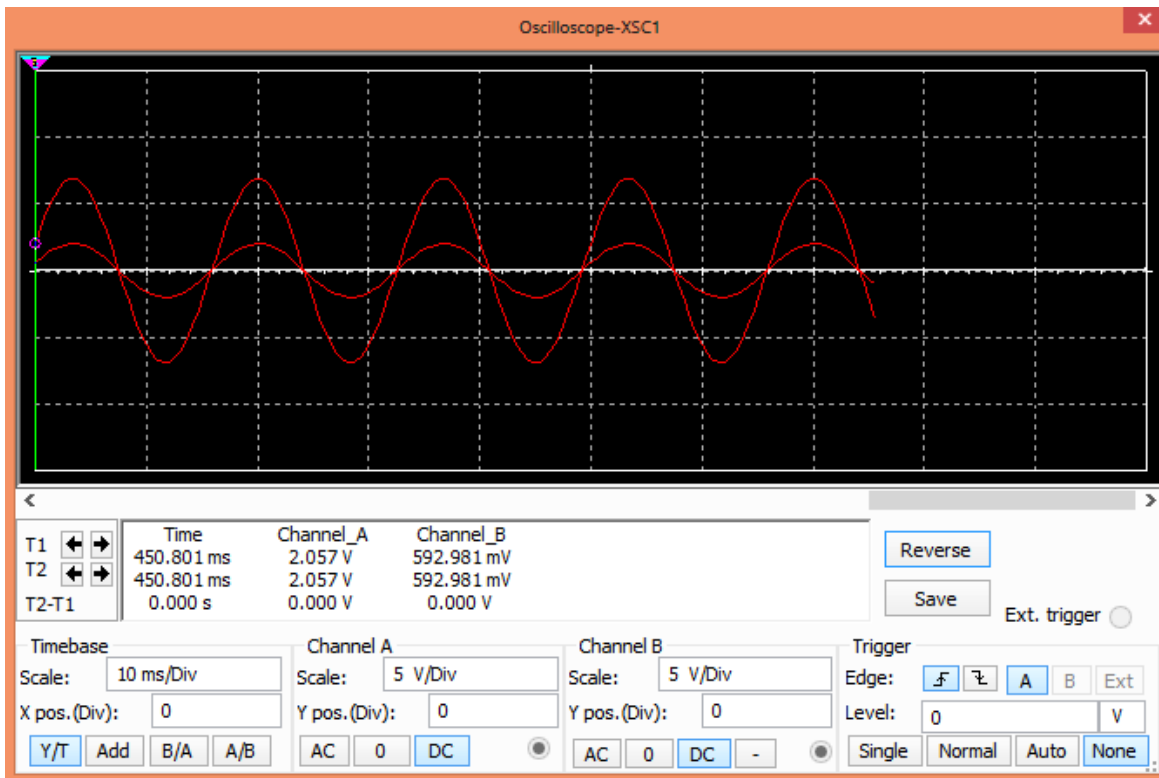 Oscilloscope-XSC1
Time Channel_A Channel_B
T1 450.801 ms 2.057 V 592.981 mV
T2 450.801 ms 2.057 V 592.981 mV
T2-T1 0.000 s 0.000 V 0.000 V
Reverse
Save
Ext. trigger
Timebase
Scale: 10 ms/Div
X pos.(Div): 0
Y/T Add B/A A/B
Channel A
Scale: 5 V/Div
Y pos.(Div): 0
AC 0 DC
Channel B
Scale: 5 V/Div
Y pos.(Div): 0
AC 0 DC -
Trigger
Edge: A B Ext
Level: 0 V
Single Normal Auto None